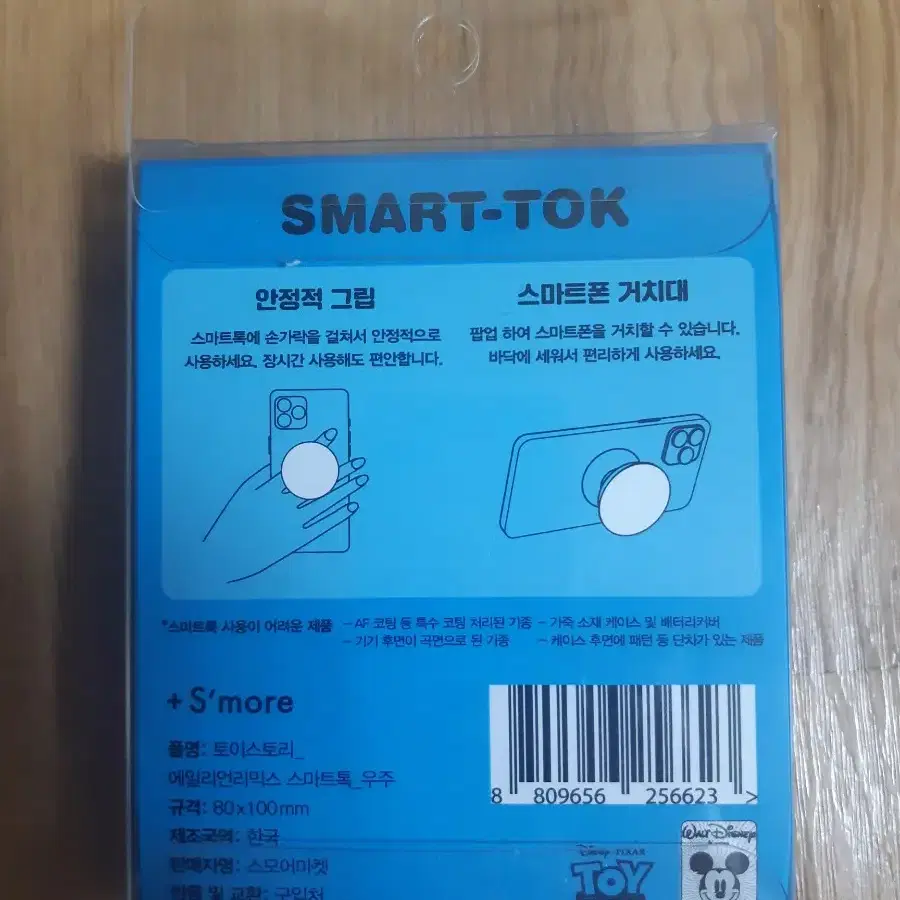 SMART-TOK
안정적 그립
스마트톡에 손가락을 걸쳐서 안정적으로
사용하세요. 장시간 사용해도 편안합니다.
스마트폰 거치대
팝업 하여 스마트폰을 거치할 수 있습니다.
바닥에 세워서 편리하게 사용하세요.
*스마트톡 사용이 어려운 제품
– AF 코팅 등 특수 코팅 처리된 기종
– 가죽 소재 케이스 및 배터리커버
– 기기 후면이 곡면으로 된 기종
– 케이스 후면에 패턴 등 단차가 있는 제품
+ S'more
품명: 토이스토리_
에일리언리믹스 스마트톡_우주
규격: 80x100mm
제조국역: 한국
판매자명: 스모어마켓
반품 및 교환: 구입처
8 809656 256623 >
Disney PIXAR
TOY
WALT DISNEY